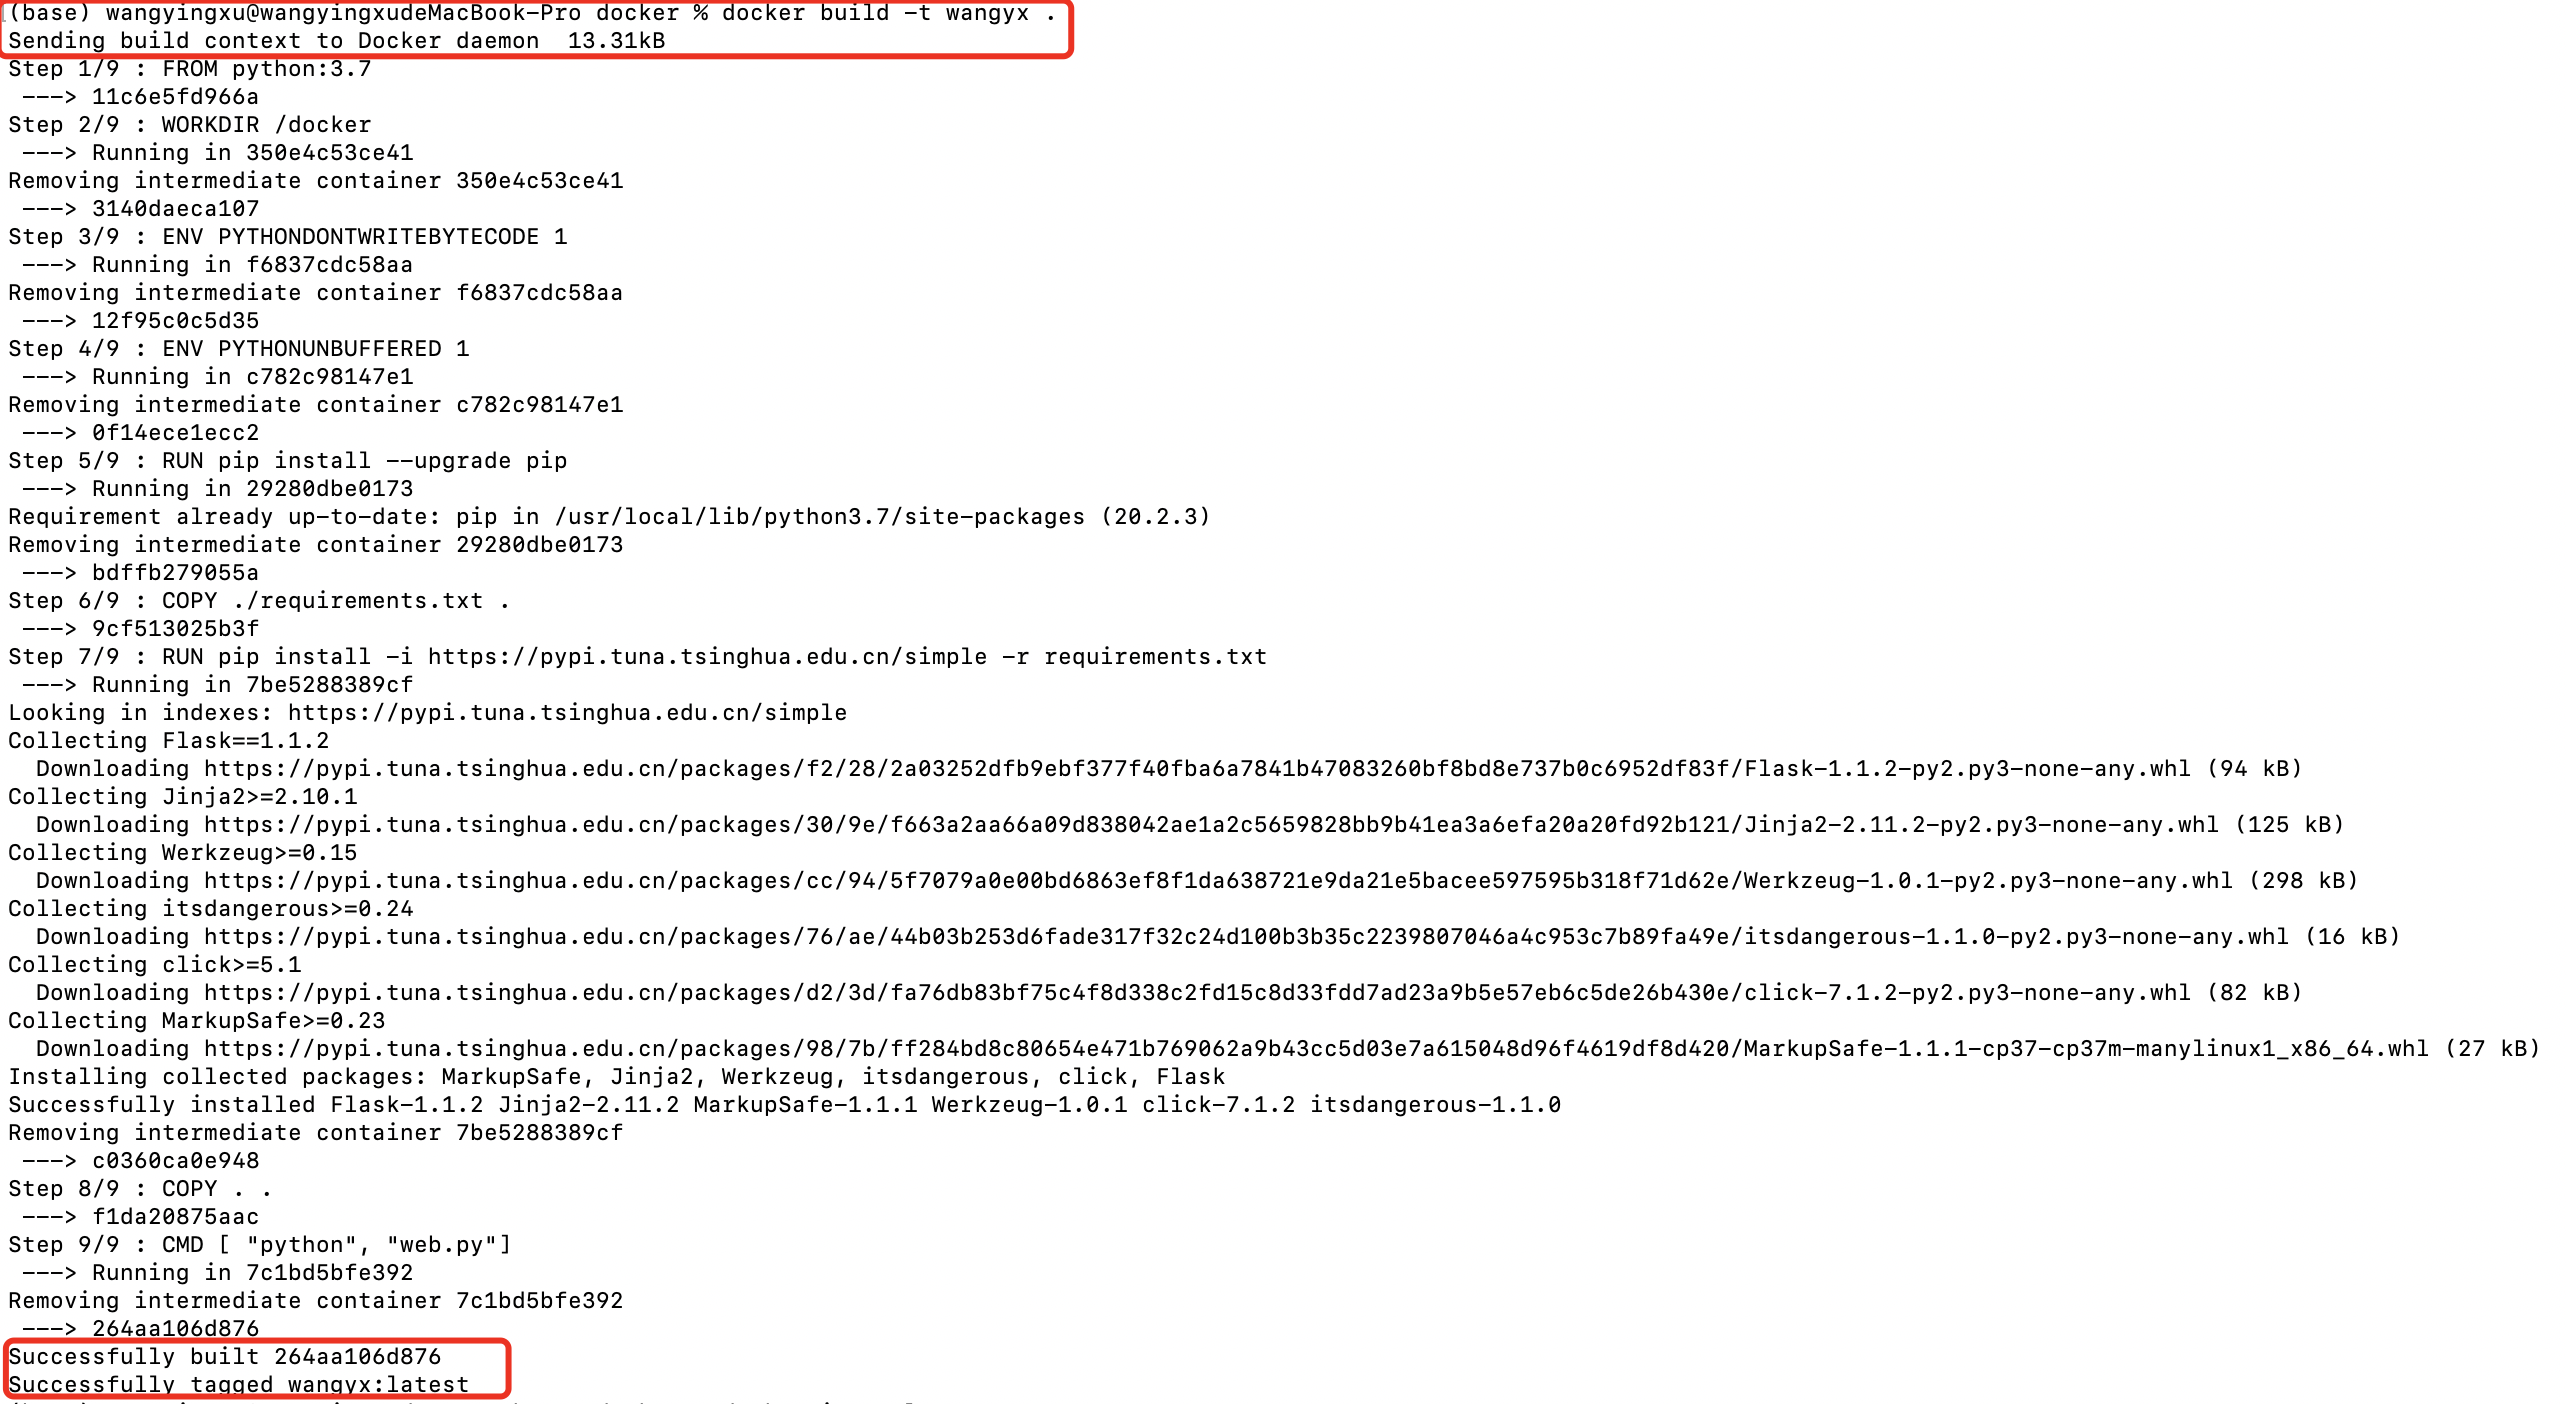 (base) wangyingxu@wangyingxudeMacBook-Pro docker % docker build -t wangyx .
Sending build context to Docker daemon  13.31kB
Step 1/9 : FROM python:3.7
 ---> 11c6e5fd966a
Step 2/9 : WORKDIR /docker
 ---> Running in 350e4c53ce41
Removing intermediate container 350e4c53ce41
 ---> 3140daeca107
Step 3/9 : ENV PYTHONDONTWRITEBYTECODE 1
 ---> Running in f6837cdc58aa
Removing intermediate container f6837cdc58aa
 ---> 12f95c0c5d35
Step 4/9 : ENV PYTHONUNBUFFERED 1
 ---> Running in c782c98147e1
Removing intermediate container c782c98147e1
 ---> 0f14ece1ecc2
Step 5/9 : RUN pip install --upgrade pip
 ---> Running in 29280dbe0173
Requirement already up-to-date: pip in /usr/local/lib/python3.7/site-packages (20.2.3)
Removing intermediate container 29280dbe0173
 ---> bdffb279055a
Step 6/9 : COPY ./requirements.txt .
 ---> 9cf513025b3f
Step 7/9 : RUN pip install -i https://pypi.tuna.tsinghua.edu.cn/simple -r requirements.txt
 ---> Running in 7be5288389cf
Looking in indexes: https://pypi.tuna.tsinghua.edu.cn/simple
Collecting Flask==1.1.2
  Downloading https://pypi.tuna.tsinghua.edu.cn/packages/f2/28/2a03252dfb9ebf377f40fba6a7841b47083260bf8bd8e737b0c6952df83f/Flask-1.1.2-py2.py3-none-any.whl (94 kB)
Collecting Jinja2>=2.10.1
  Downloading https://pypi.tuna.tsinghua.edu.cn/packages/30/9e/f663a2aa66a09d838042ae1a2c5659828bb9b41ea3a6efa20a20fd92b121/Jinja2-2.11.2-py2.py3-none-any.whl (125 kB)
Collecting Werkzeug>=0.15
  Downloading https://pypi.tuna.tsinghua.edu.cn/packages/cc/94/5f7079a0e00bd6863ef8f1da638721e9da21e5bacee597595b318f71d62e/Werkzeug-1.0.1-py2.py3-none-any.whl (298 kB)
Collecting itsdangerous>=0.24
  Downloading https://pypi.tuna.tsinghua.edu.cn/packages/76/ae/44b03b253d6fade317f32c24d100b3b35c2239807046a4c953c7b89fa49e/itsdangerous-1.1.0-py2.py3-none-any.whl (16 kB)
Collecting click>=5.1
  Downloading https://pypi.tuna.tsinghua.edu.cn/packages/d2/3d/fa76db83bf75c4f8d338c2fd15c8d33fdd7ad23a9b5e57eb6c5de26b430e/click-7.1.2-py2.py3-none-any.whl (82 kB)
Collecting MarkupSafe>=0.23
  Downloading https://pypi.tuna.tsinghua.edu.cn/packages/98/7b/ff284bd8c80654e471b769062a9b43cc5d03e7a615048d96f4619df8d420/MarkupSafe-1.1.1-cp37-cp37m-manylinux1_x86_64.whl (27 kB)
Installing collected packages: MarkupSafe, Jinja2, Werkzeug, itsdangerous, click, Flask
Successfully installed Flask-1.1.2 Jinja2-2.11.2 MarkupSafe-1.1.1 Werkzeug-1.0.1 click-7.1.2 itsdangerous-1.1.0
Removing intermediate container 7be5288389cf
 ---> c0360ca0e948
Step 8/9 : COPY . .
 ---> f1da20875aac
Step 9/9 : CMD [ "python", "web.py"]
 ---> Running in 7c1bd5bfe392
Removing intermediate container 7c1bd5bfe392
 ---> 264aa106d876
Successfully built 264aa106d876
Successfully tagged wangyx:latest